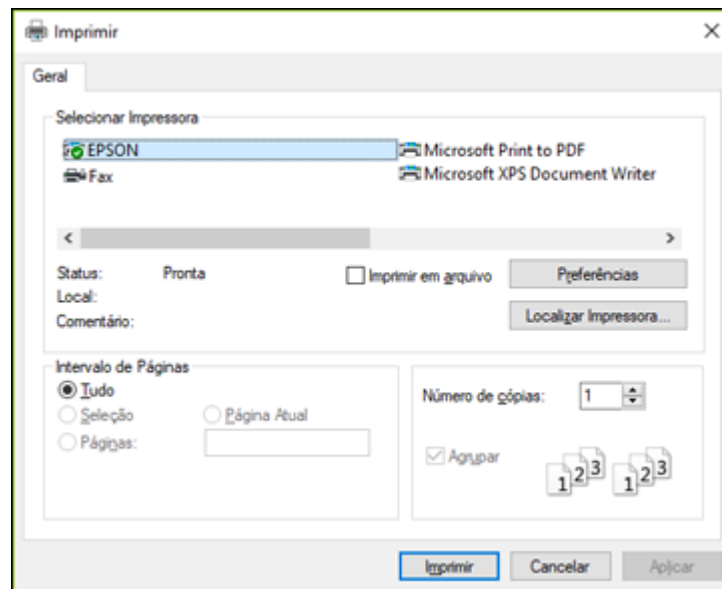 Imprimir
Geral
Selecionar Impressora
EPSON Microsoft Print to PDF
Fax Microsoft XPS Document Writer
Status: Pronta Imprimir em arquivo Preferências
Local:
Comentário: Localizar Impressora...
Intervalo de Páginas
Tudo
Seleção Página Atual
Páginas:
Número de cópias: 1
Agrupar
1 2 3 1 2 3
Imprimir Cancelar Aplicar